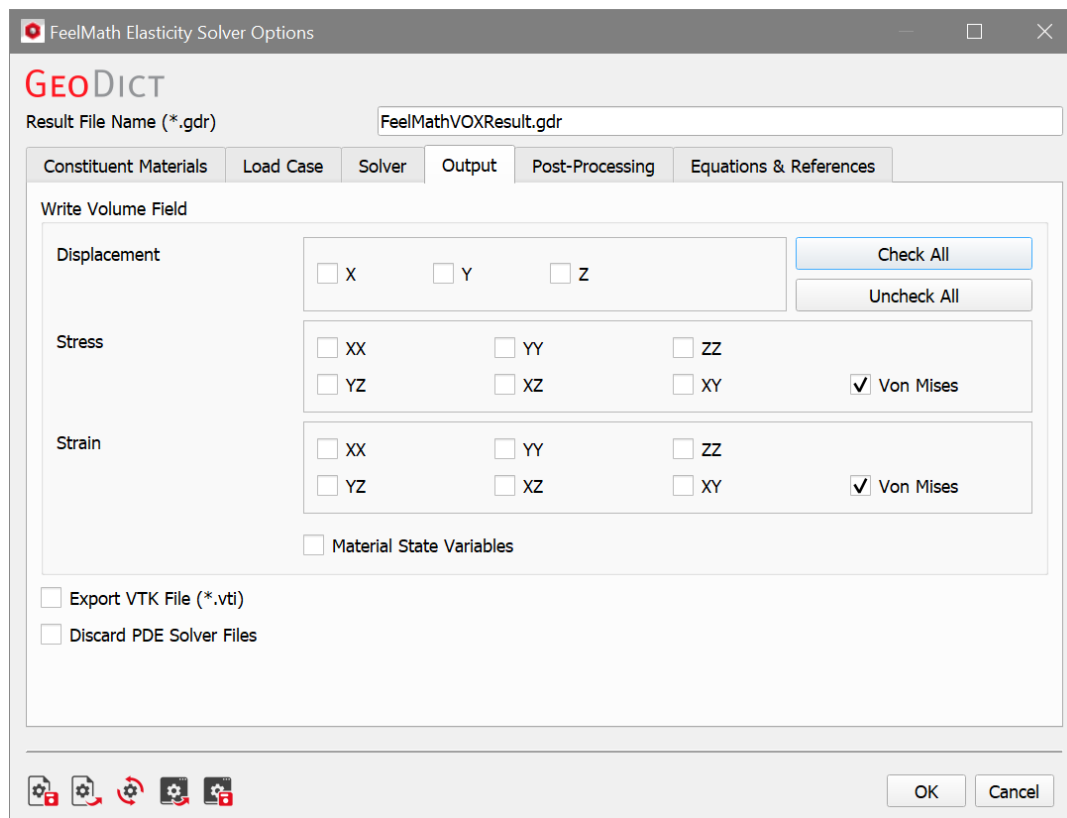 FeelMath Elasticity Solver Options
GEODICT
Result File Name (*.gdr) FeelMathVOXResult.gdr
Constituent Materials Load Case Solver Output Post-Processing Equations & References
Write Volume Field
Displacement X Y Z Check All
Uncheck All
Stress XX YY ZZ
YZ XZ XY Von Mises
Strain XX YY ZZ
YZ XZ XY Von Mises
Material State Variables
Export VTK File (*.vti)
Discard PDE Solver Files
OK Cancel